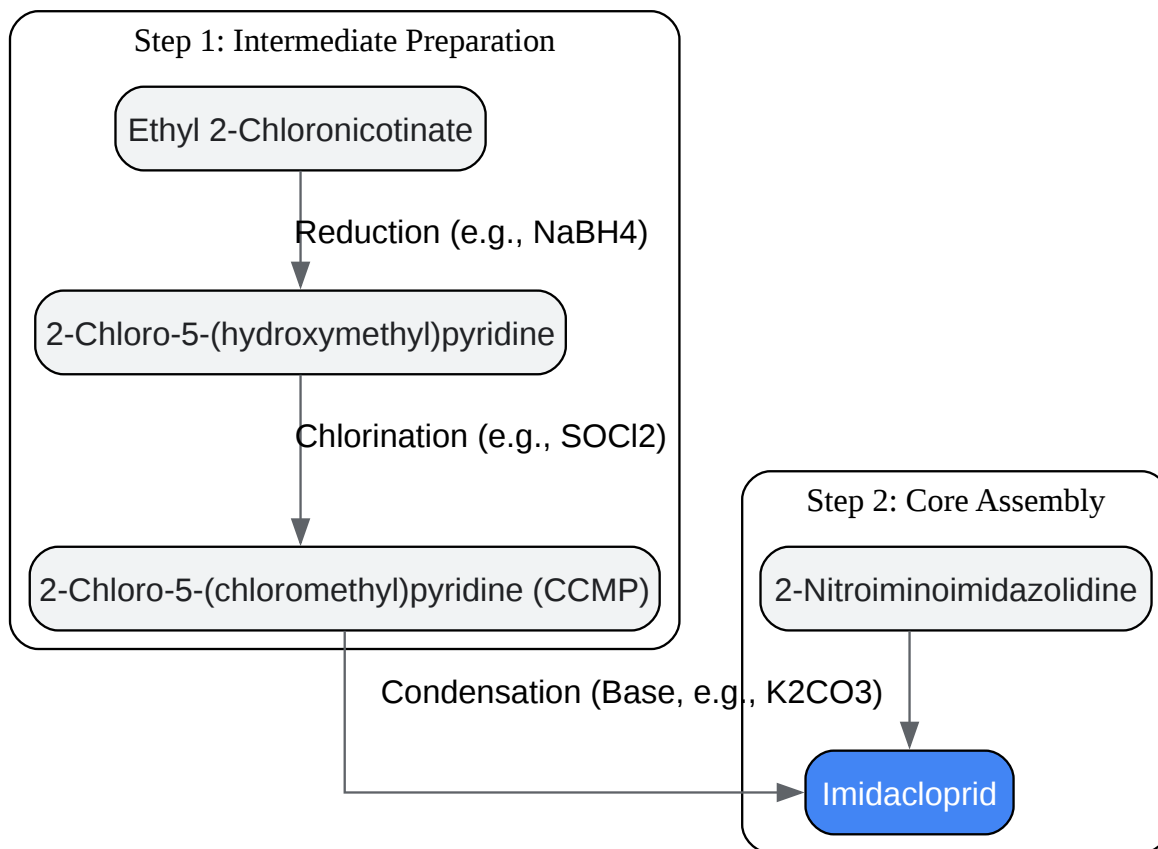 Step 1: Intermediate Preparation
Ethyl 2-Chloronicotinate
Reduction (e.g., NaBH4)
2-Chloro-5-(hydroxymethyl)pyridine
Chlorination (e.g., SOCl2)
2-Chloro-5-(chloromethyl)pyridine (CCMP)
Step 2: Core Assembly
2-Nitroiminoimidazolidine
Condensation (Base, e.g., K2CO3)
Imidacloprid